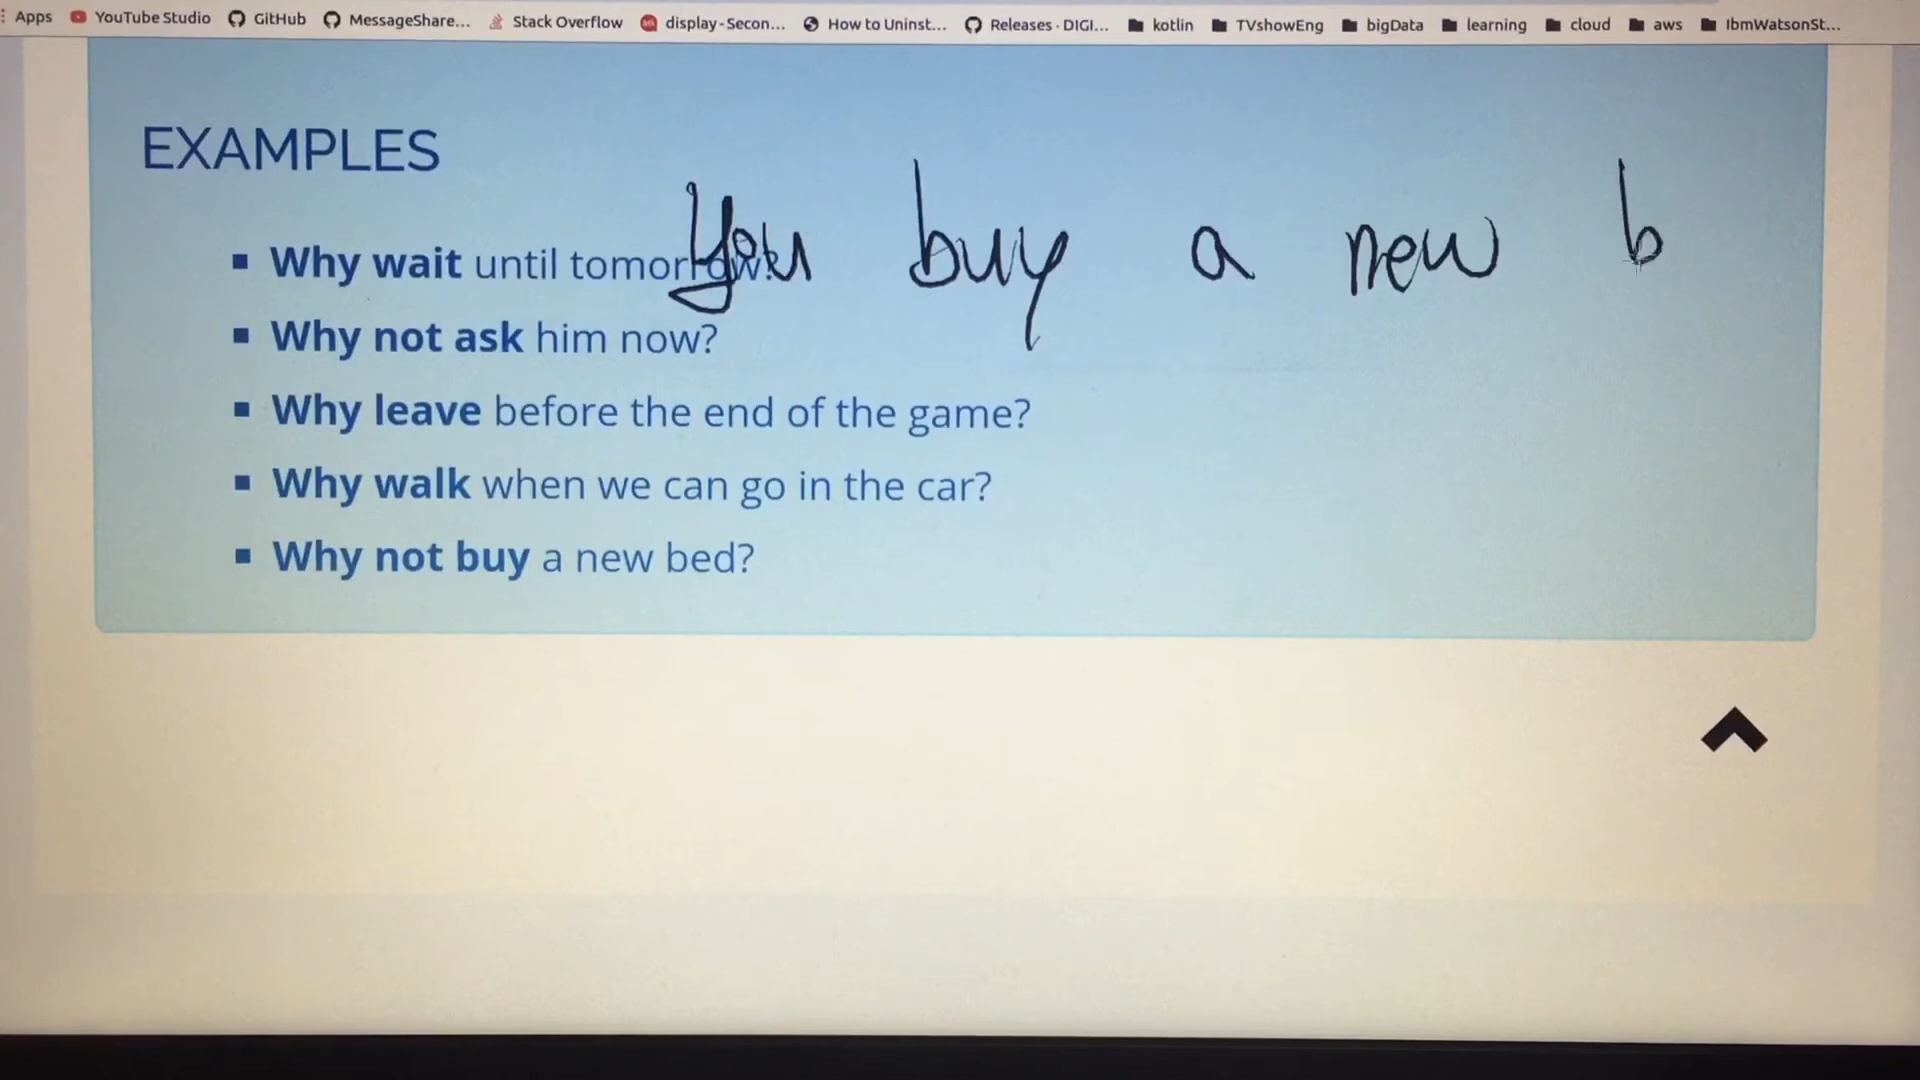 Apps YouTube Studio GitHub MessageShare... Stack Overflow display - Secon... How to Uninst... Releases · DIGI... kotlin TVshowEng bigData learning cloud aws IbmWatsonSt...
EXAMPLES
You buy a new b
▪ Why wait until
▪ Why not ask him now?
▪ Why leave before the end of the game?
▪ Why walk when we can go in the car?
▪ Why not buy a new bed?